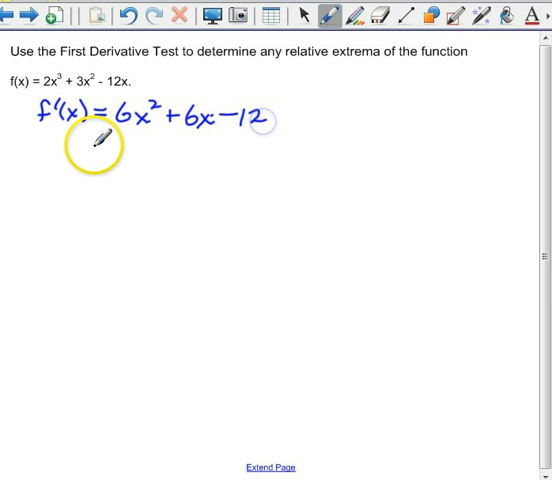 Use the First Derivative Test to determine any relative extrema of the function
f(x) = 2x³ + 3x² - 12x.
f'(x) = 6x² + 6x - 12
Extend Page